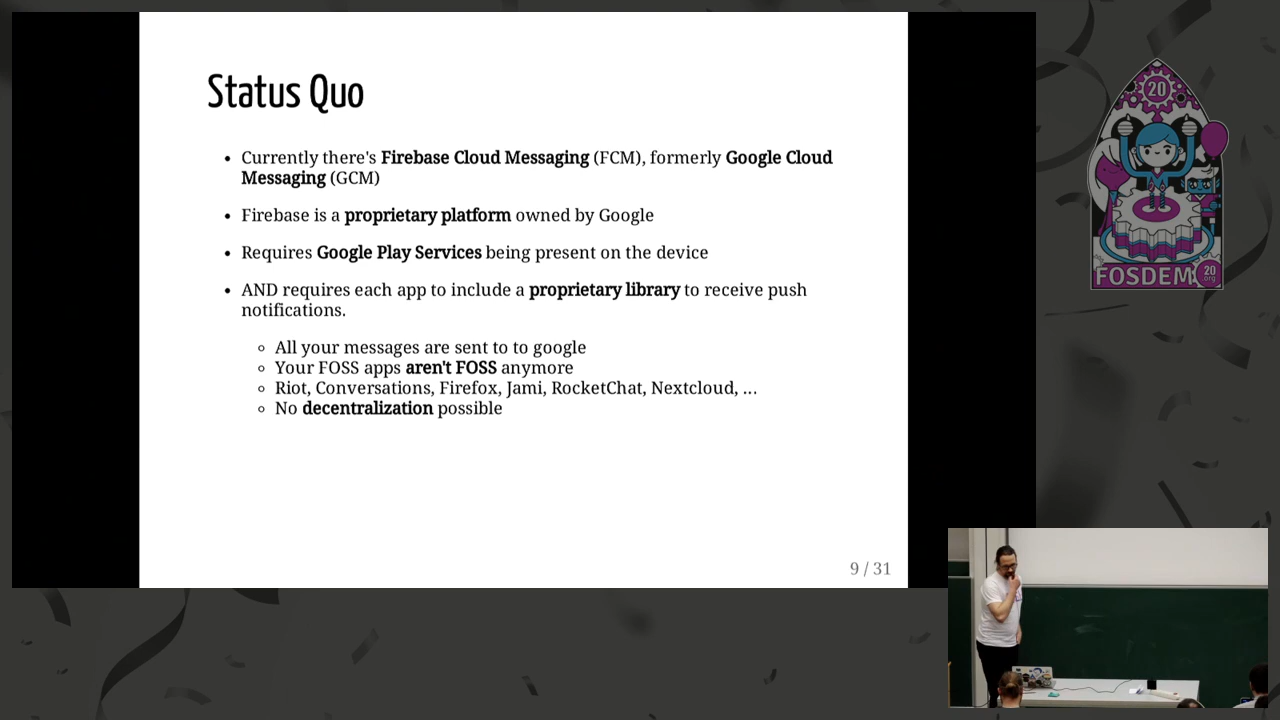 Status Quo
Currently there's Firebase Cloud Messaging (FCM), formerly Google Cloud
Messaging (GCM)
Firebase is a proprietary platform owned by Google
Requires Google Play Services being present on the device
AND requires each app to include a proprietary library to receive push
notifications.
All your messages are sent to to google
Your FOSS apps aren't FOSS anymore
Riot, Conversations, Firefox, Jami, RocketChat, Nextcloud, ...
No decentralization possible
9 / 31
20
FOSDEM
20
.org